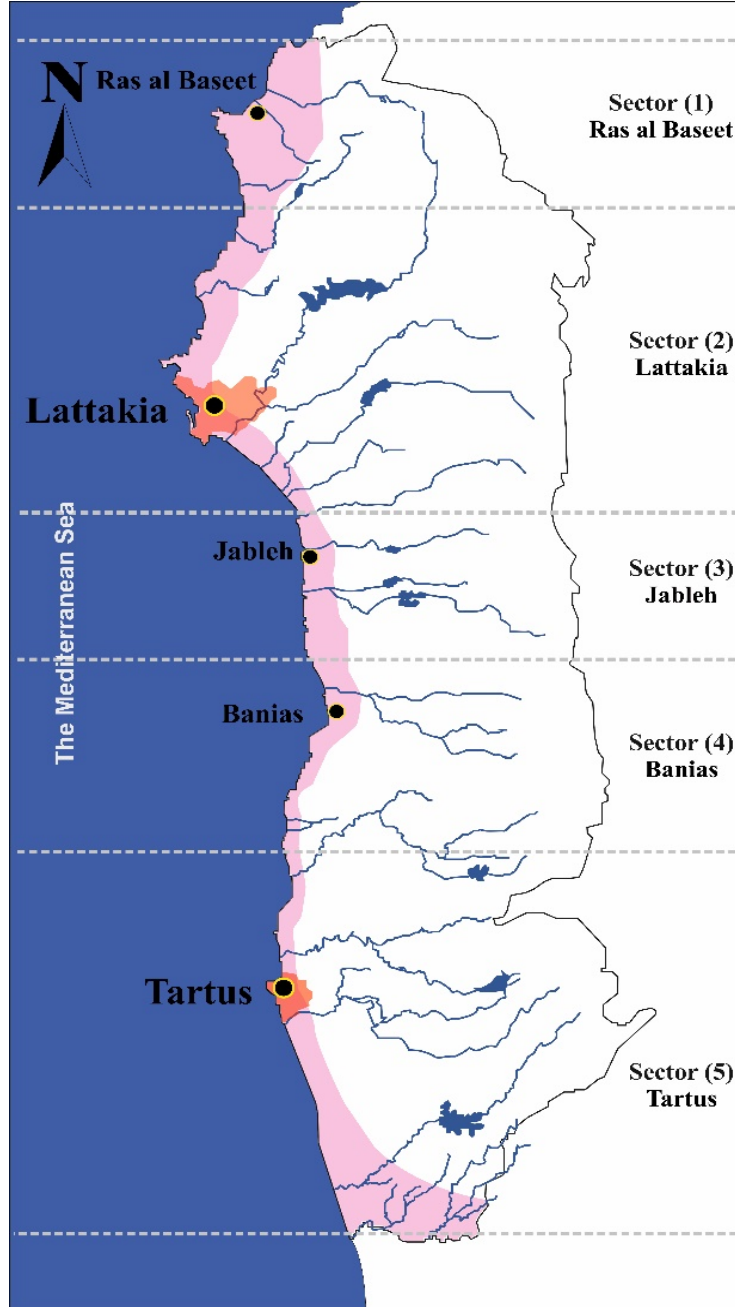 N
Ras al Baseet
Sector (1)
Ras al Baseet
Sector (2)
Lattakia
Lattakia
The Mediterranean Sea
Jableh
Sector (3)
Jableh
Banias
Sector (4)
Banias
Tartus
Sector (5)
Tartus